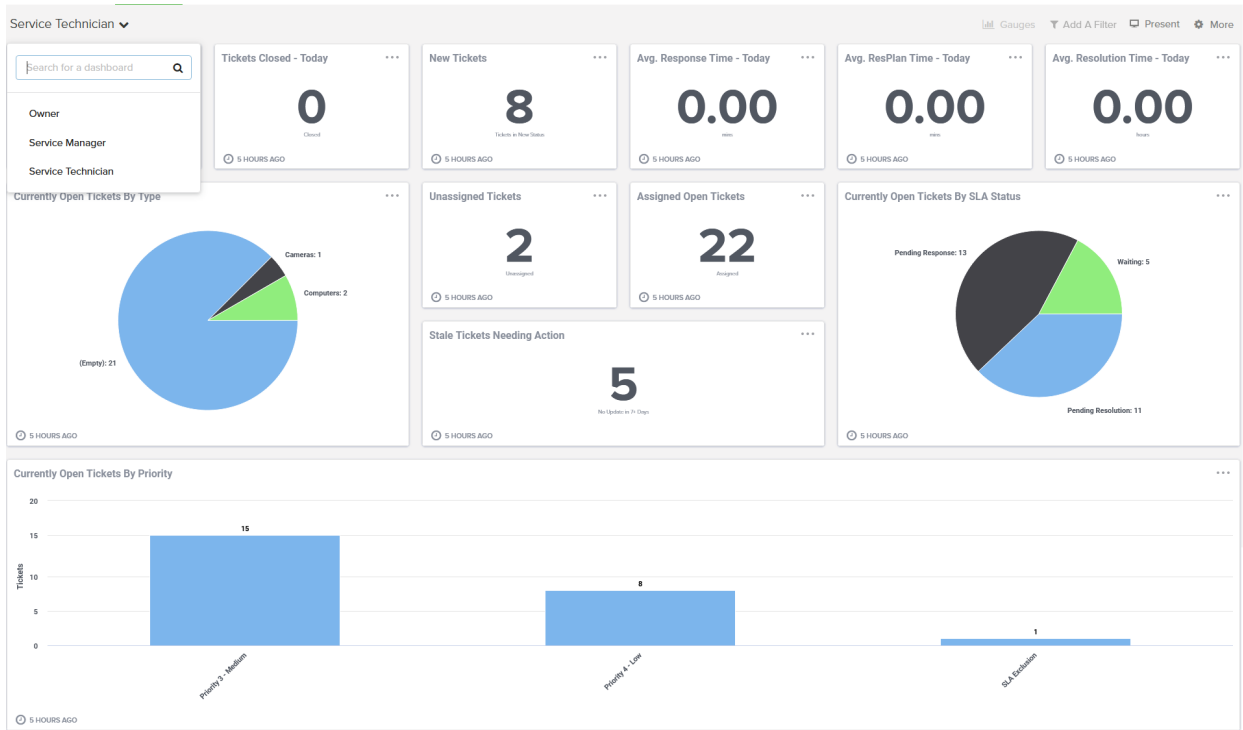 Service Technician
Gauges
Add A Filter
Present
More
Search for a dashboard
Owner
Service Manager
Service Technician
Tickets Closed - Today
0
Closed
5 HOURS AGO
New Tickets
8
Tickets in New Status
5 HOURS AGO
Avg. Response Time - Today
0.00
mins
5 HOURS AGO
Avg. ResPlan Time - Today
0.00
mins
5 HOURS AGO
Avg. Resolution Time - Today
0.00
hours
5 HOURS AGO
Currently Open Tickets By Type
Cameras: 1
Computers: 2
(Empty): 21
5 HOURS AGO
Unassigned Tickets
2
Unassigned
5 HOURS AGO
Assigned Open Tickets
22
Assigned
5 HOURS AGO
Stale Tickets Needing Action
5
No Update in 7+ Days
5 HOURS AGO
Currently Open Tickets By SLA Status
Pending Response: 13
Waiting: 5
Pending Resolution: 11
5 HOURS AGO
Currently Open Tickets By Priority
Tickets
20
15
10
5
0
15
8
1
Priority 3 - Medium
Priority 4 - Low
SLA Exclusion
5 HOURS AGO